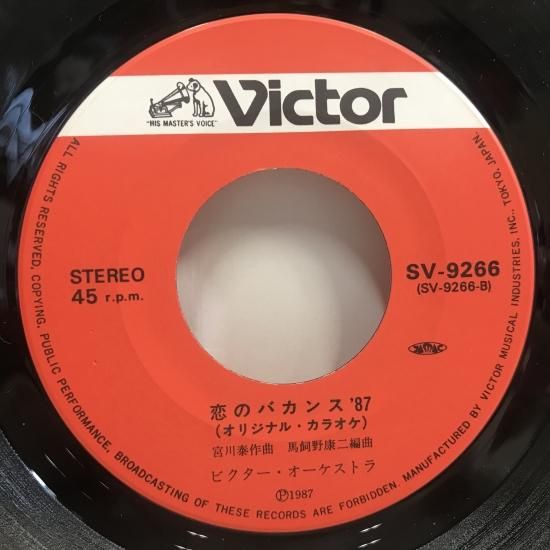 Victor
"HIS MASTER'S VOICE"
STEREO
45 r.p.m.
SV-9266
(SV-9266-B)
JASRAC
恋のバカンス'87
(オリジナル・カラオケ)
宮川泰作曲 馬飼野康二編曲
ビクター・オーケストラ
Ⓟ1987
ALL RIGHTS RESERVED. COPYING, PUBLIC PERFORMANCE, BROADCASTING OF THESE RECORDS ARE FORBIDDEN. MANUFACTURED BY VICTOR MUSICAL INDUSTRIES, INC., TOKYO, JAPAN.